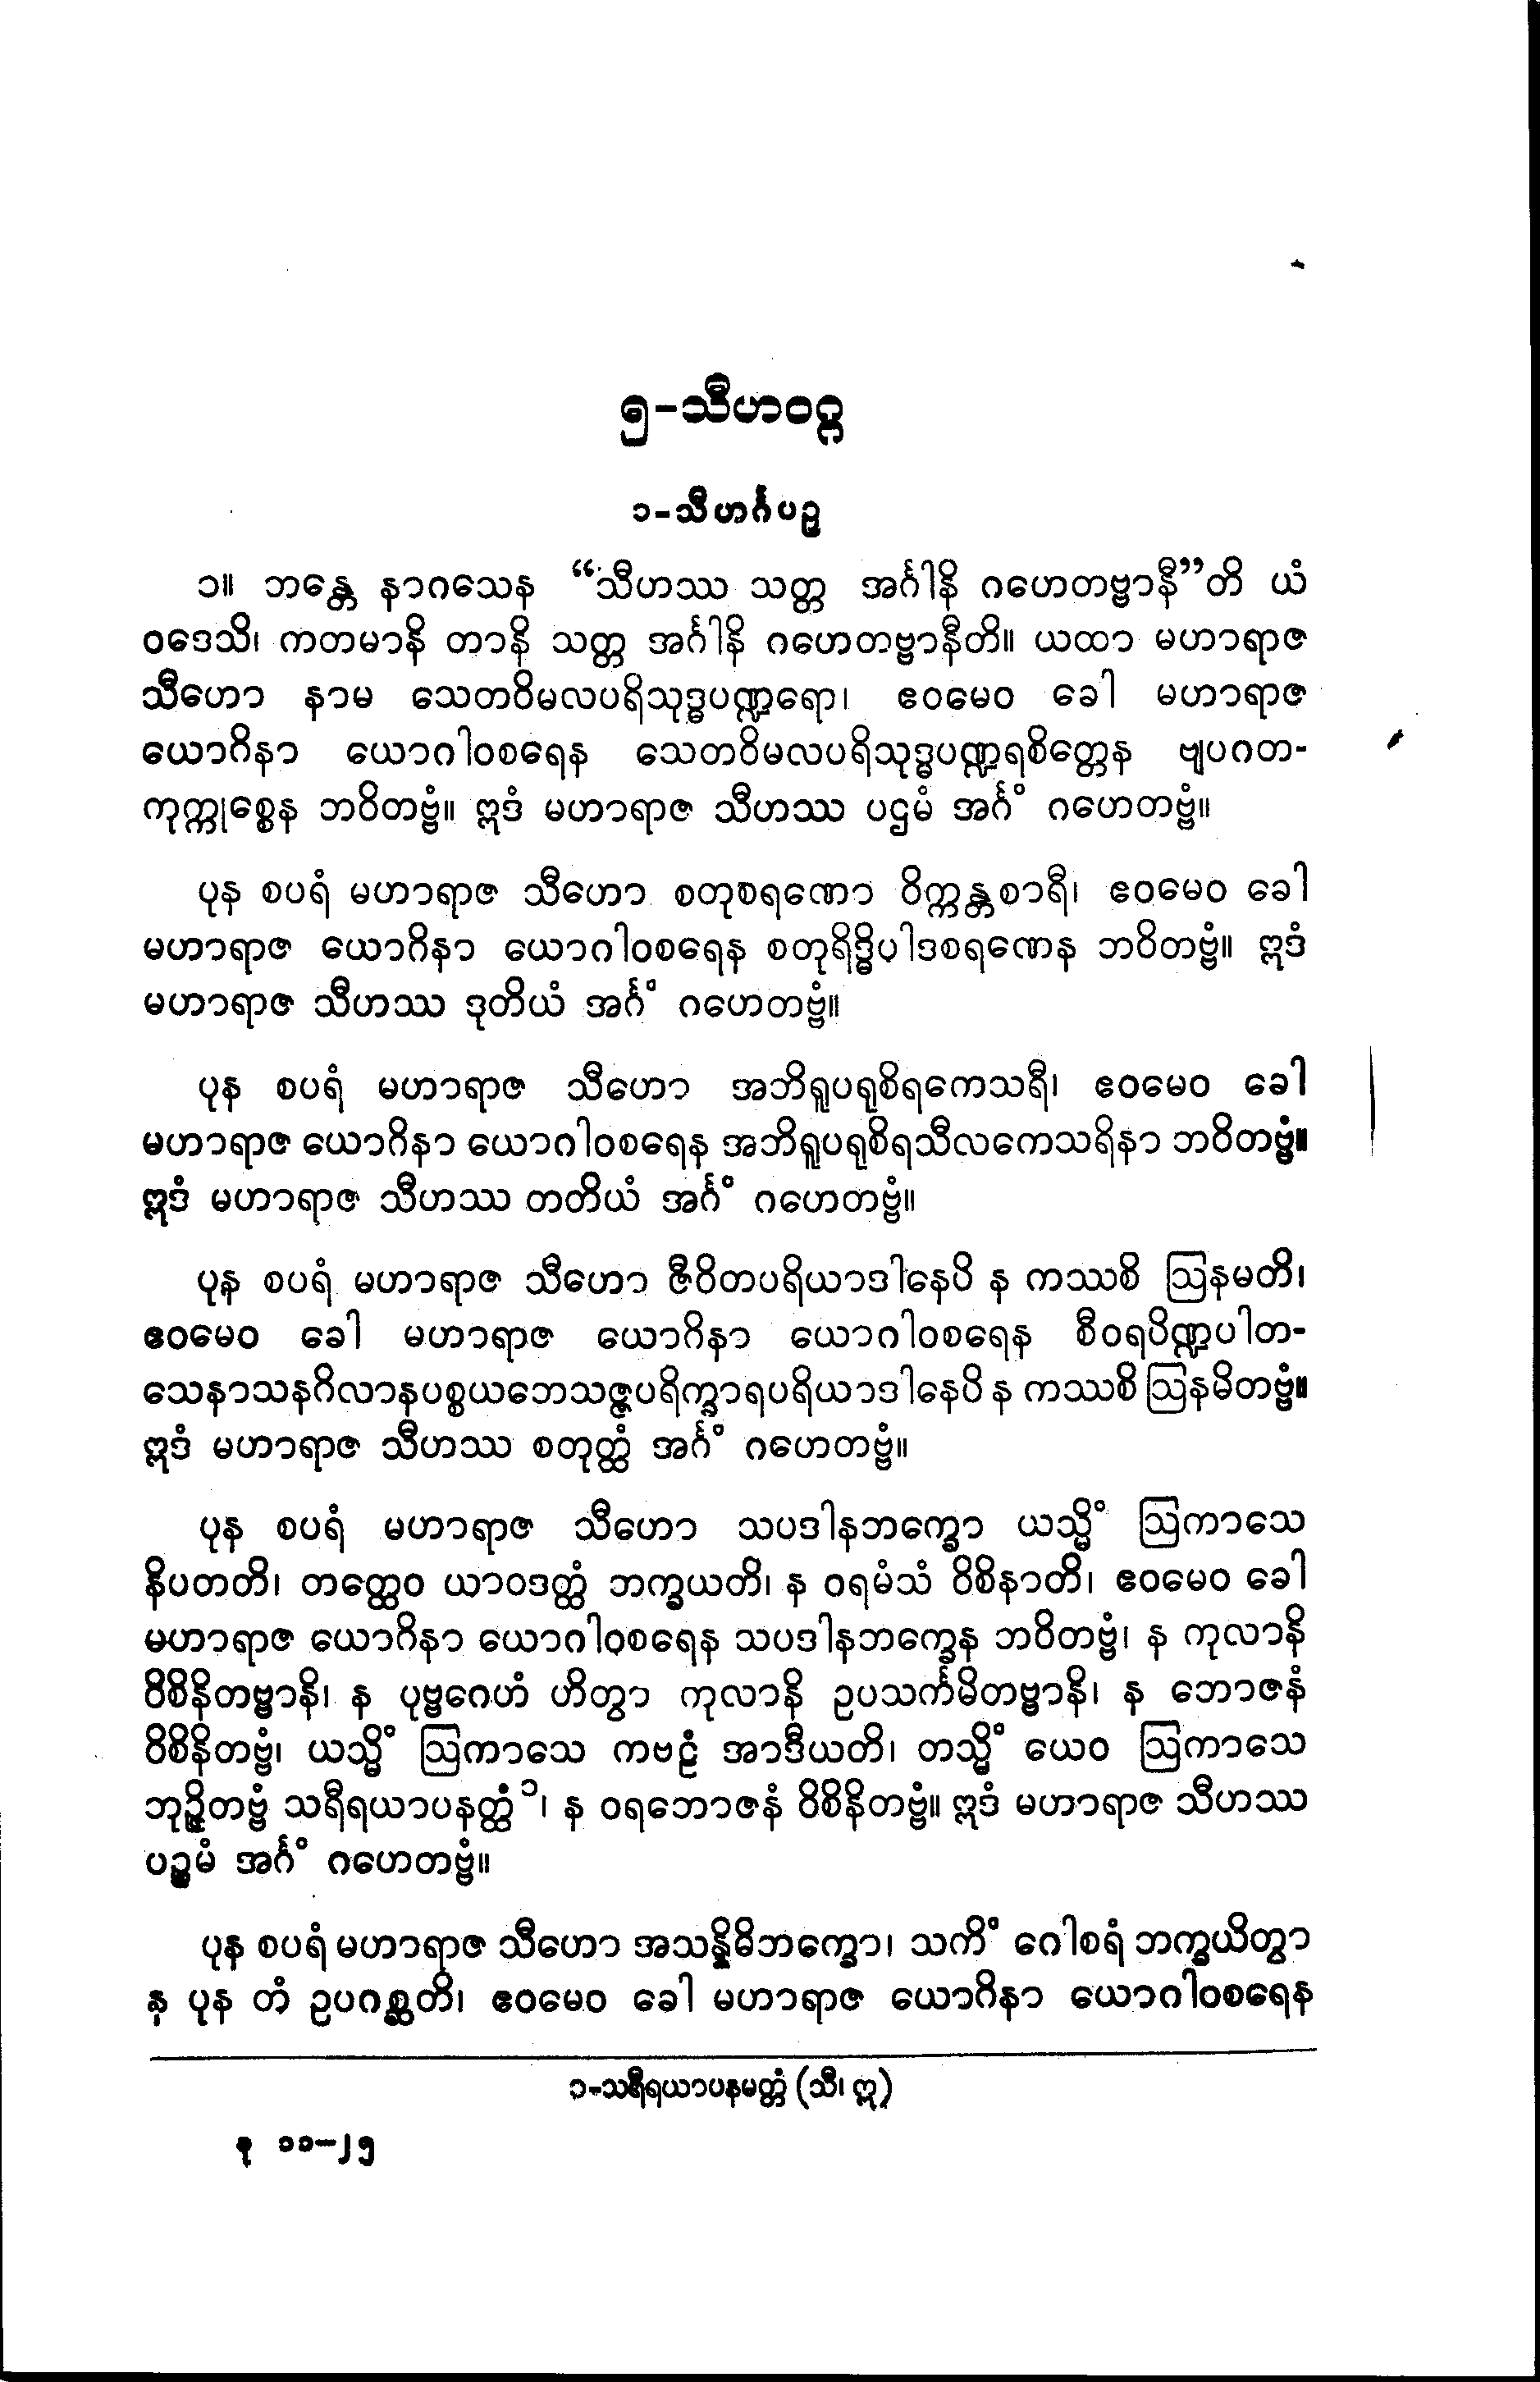 ၅-သီဟဝဂ္ဂ
၁-သီဟင်္ဂပဉှ
၁။ ဘန္တေ နာဂသေန “သီဟဿ သတ္တ အင်္ဂါနိ ဂဟေတဗ္ဗာနီ”တိ ယံ
ဝဒေသိ၊ ကတမာနိ တာနိ သတ္တ အင်္ဂါနိ ဂဟေတဗ္ဗာနီတိ။ ယထာ မဟာရာဇ
သီဟော နာမ သေတဝိမလပရိသုဒ္ဓပဏ္ဍရော၊ ဧဝမေဝ ခေါ မဟာရာဇ
ယောဂိနာ ယောဂါဝစရေန သေတဝိမလပရိသုဒ္ဓပဏ္ဍရစိတ္တေန ဗျပဂတ-
ကုက္ကုစ္စေန ဘဝိတဗ္ဗံ။ ဣဒံ မဟာရာဇ သီဟဿ ပဌမံ အင်္ဂံ ဂဟေတဗ္ဗံ။
ပုန စပရံ မဟာရာဇ သီဟော စတုစရဏော ဝိက္ကန္တစာရီ၊ ဧဝမေဝ ခေါ
မဟာရာဇ ယောဂိနာ ယောဂါဝစရေန စတုရိဒ္ဓိပါဒစရဏေန ဘဝိတဗ္ဗံ။ ဣဒံ
မဟာရာဇ သီဟဿ ဒုတိယံ အင်္ဂံ ဂဟေတဗ္ဗံ။
ပုန စပရံ မဟာရာဇ သီဟော အဘိရူပရုစိရကေသရီ၊ ဧဝမေဝ ခေါ
မဟာရာဇ ယောဂိနာ ယောဂါဝစရေန အဘိရူပရုစိရသီလကေသရိနာ ဘဝိတဗ္ဗံ။
ဣဒံ မဟာရာဇ သီဟဿ တတိယံ အင်္ဂံ ဂဟေတဗ္ဗံ။
ပုန စပရံ မဟာရာဇ သီဟော ဇီဝိတပရိယာဒါနေပိ န ကဿစိ ဩနမတိ၊
ဧဝမေဝ ခေါ မဟာရာဇ ယောဂိနာ ယောဂါဝစရေန စီဝရပိဏ္ဍပါတ-
သေနာသနဂိလာနပစ္စယဘေသဇ္ဇပရိက္ခာရပရိယာဒါနေပိ န ကဿစိ ဩနမိတဗ္ဗံ။
ဣဒံ မဟာရာဇ သီဟဿ စတုတ္ထံ အင်္ဂံ ဂဟေတဗ္ဗံ။
ပုန စပရံ မဟာရာဇ သီဟော သပဒါနဘက္ခော ယသ္မိံ ဩကာသေ
နိပတတိ၊ တတ္ထေဝ ယာဝဒတ္ထံ ဘက္ခယတိ၊ န ဝရမံသံ ဝိစိနာတိ၊ ဧဝမေဝ ခေါ
မဟာရာဇ ယောဂိနာ ယောဂါဝစရေန သပဒါနဘက္ခေန ဘဝိတဗ္ဗံ၊ န ကုလာနိ
ဝိစိနိတဗ္ဗာနိ၊ န ပုဗ္ဗဂေဟံ ဟိတွာ ကုလာနိ ဥပသင်္ကမိတဗ္ဗာနိ၊ န ဘောဇနံ
ဝိစိနိတဗ္ဗံ၊ ယသ္မိံ ဩကာသေ ကဗဠံ အာဒီယတိ၊ တသ္မိံ ယေဝ ဩကာသေ
ဘုဉ္ဇိတဗ္ဗံ သရီရယာပနတ္ထံ၁၊ န ဝရဘောဇနံ ဝိစိနိတဗ္ဗံ။ ဣဒံ မဟာရာဇ သီဟဿ
ပဉ္စမံ အင်္ဂံ ဂဟေတဗ္ဗံ။
ပုန စပရံ မဟာရာဇ သီဟော အသန္နိဓိဘက္ခော၊ သကိံ ဂေါစရံ ဘက္ခယိတွာ
န ပုန တံ ဥပဂစ္ဆတိ၊ ဧဝမေဝ ခေါ မဟာရာဇ ယောဂိနာ ယောဂါဝစရေန
၁-သရီရယာပနမတ္တံ (သီ၊ ဣ)
ခု ၁၁-၂၅